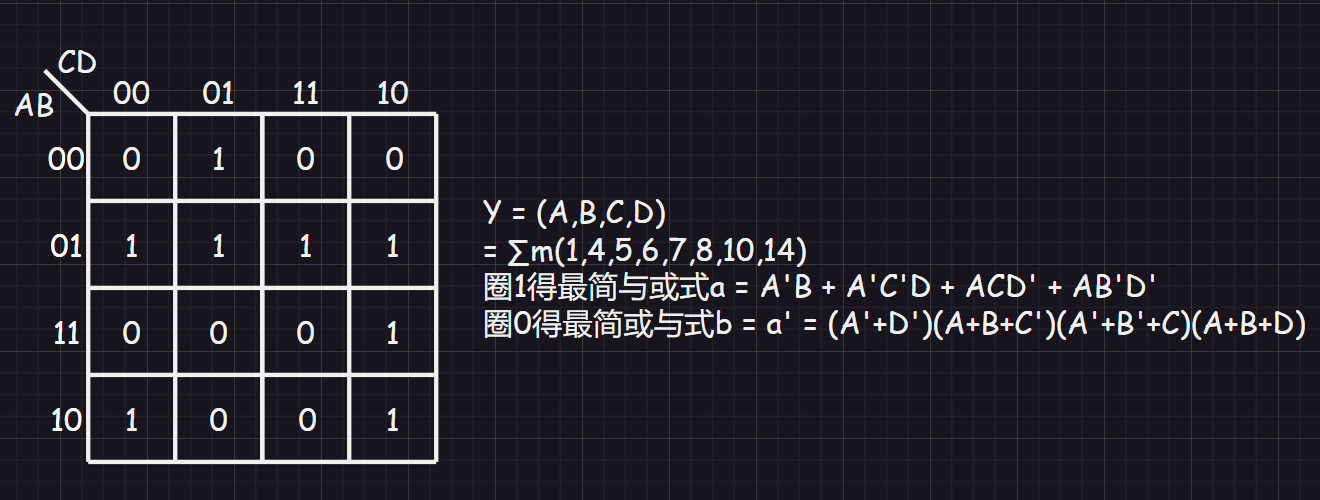 CD
AB
00 01 11 10
00 0 1 0 0
01 1 1 1 1
11 0 0 0 1
10 1 0 0 1
Y = (A,B,C,D)
= ∑m(1,4,5,6,7,8,10,14)
圈1得最简与或式a = A'B + A'C'D + ACD' + AB'D'
圈0得最简或与式b = a' = (A'+D')(A+B+C')(A'+B'+C)(A+B+D)